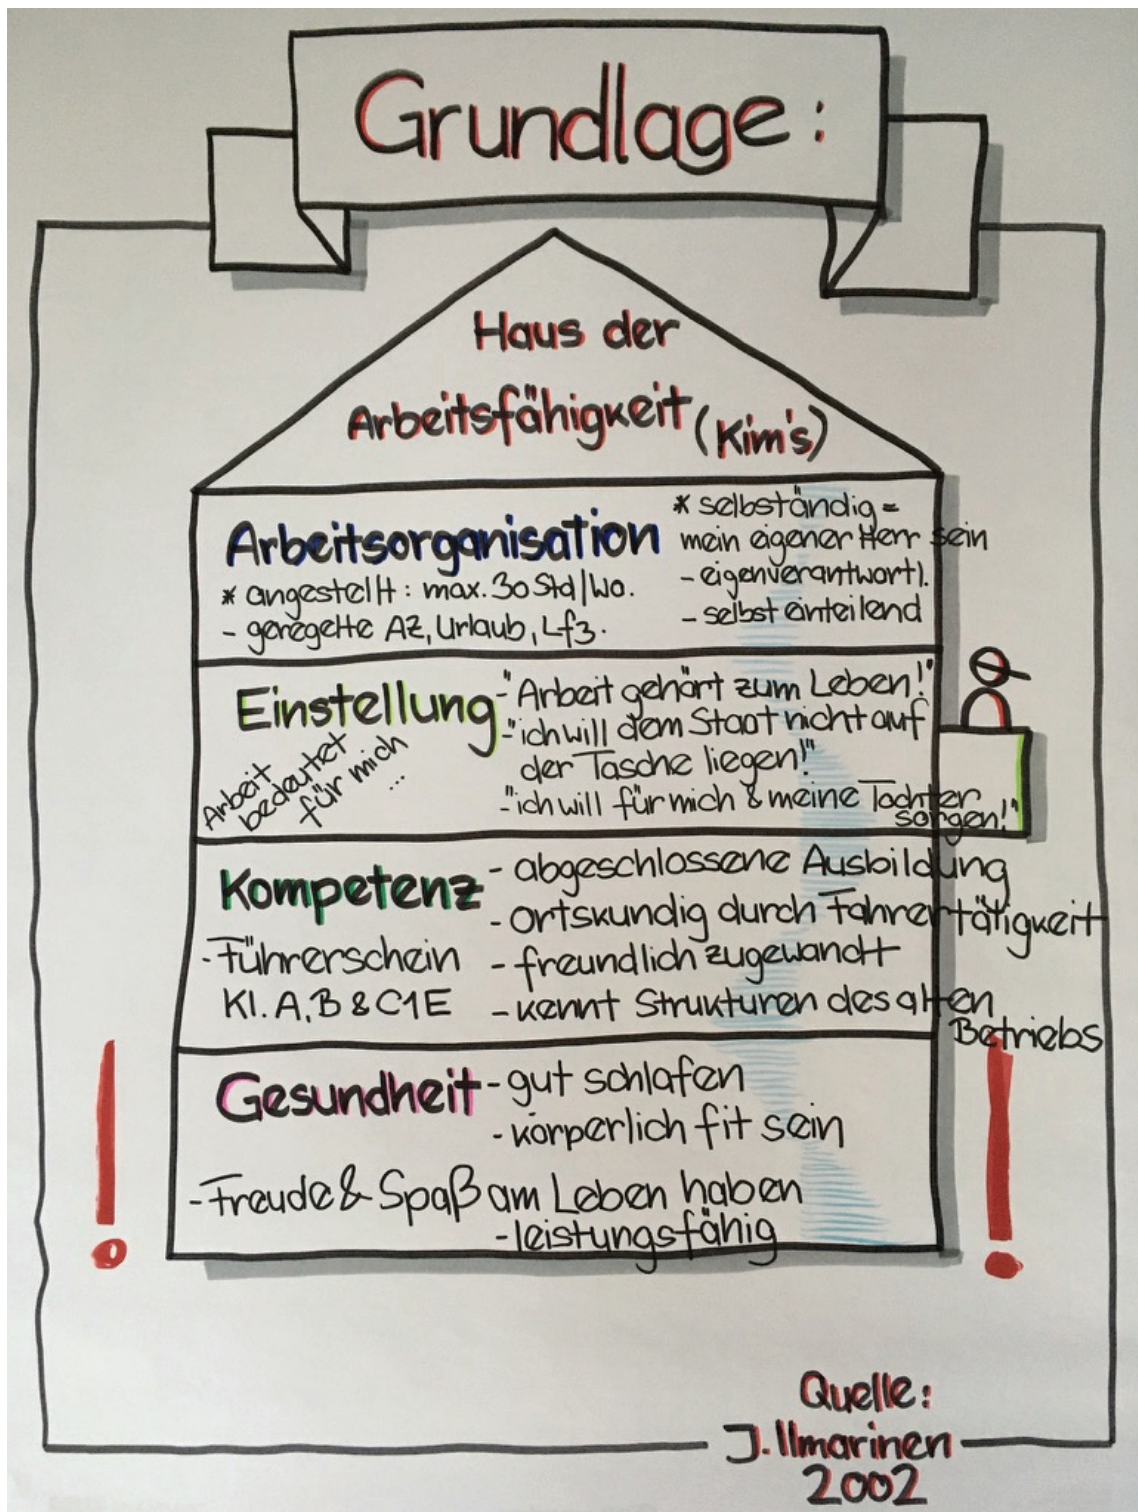 Grundlage:
Haus der
Arbeitsfähigkeit (Kim's)
Arbeitsorganisation
* angestellt: max. 30 Std/Wo.
- geregelte AZ, Urlaub, Lfz.
* selbständig =
mein eigener Herr sein
- eigenverantwortl.
- selbst einteilend
Einstellung
Arbeit
bedeutet
für mich
...
- "Arbeit gehört zum Leben!"
- "ich will dem Staat nicht auf
der Tasche liegen!"
- "ich will für mich & meine Tochter
sorgen!"
Kompetenz
- Führerschein
Kl. A, B & C1E
- abgeschlossene Ausbildung
- ortskundig durch Fahrertätigkeit
- freundlich zugewandt
- kennt Strukturen des alten
Betriebs
Gesundheit
- gut schlafen
- körperlich fit sein
- Freude & Spaß am Leben haben
- leistungsfähig
Quelle:
J. Ilmarinen
2002